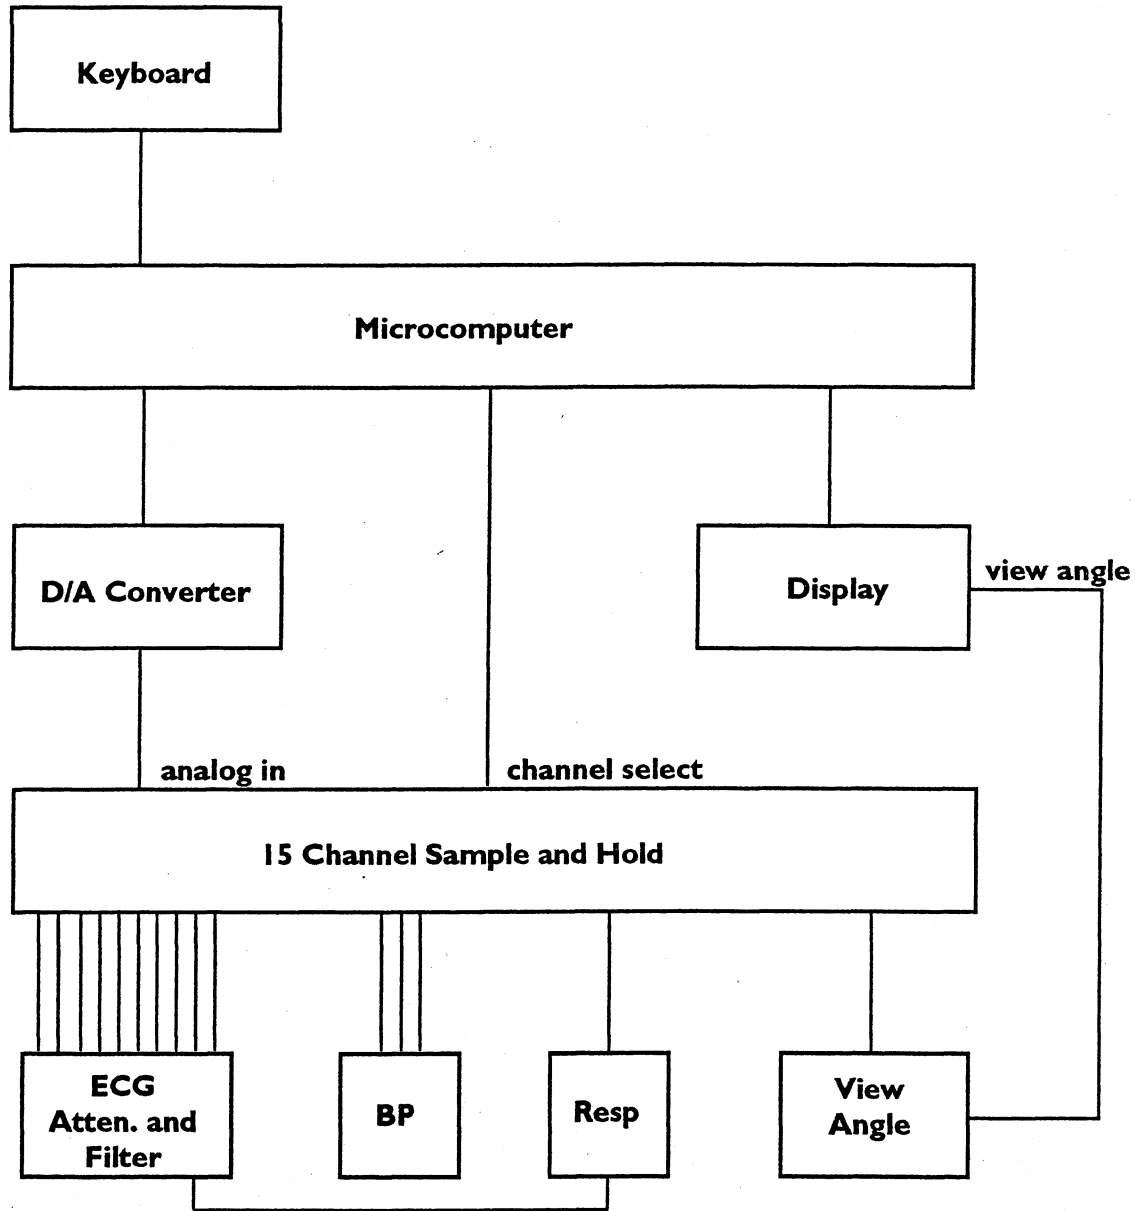 Keyboard
Microcomputer
D/A Converter
Display
view angle
analog in
channel select
15 Channel Sample and Hold
ECG
Atten. and
Filter
BP
Resp
View
Angle